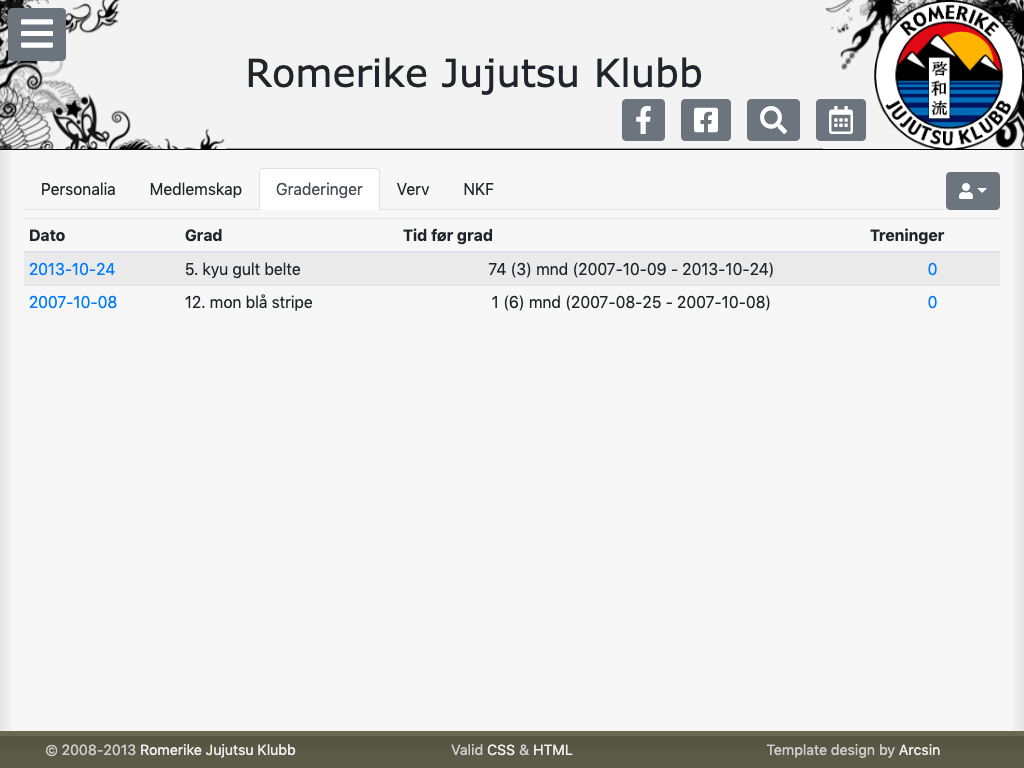 Romerike Jujutsu Klubb
ROMERIKE
啓和流
JUJUTSU KLUBB
Personalia Medlemskap Graderinger Verv NKF
Dato Grad Tid før grad Treninger
2013-10-24 5. kyu gult belte 74 (3) mnd (2007-10-09 - 2013-10-24) 0
2007-10-08 12. mon blå stripe 1 (6) mnd (2007-08-25 - 2007-10-08) 0
© 2008-2013 Romerike Jujutsu Klubb Valid CSS & HTML Template design by Arcsin